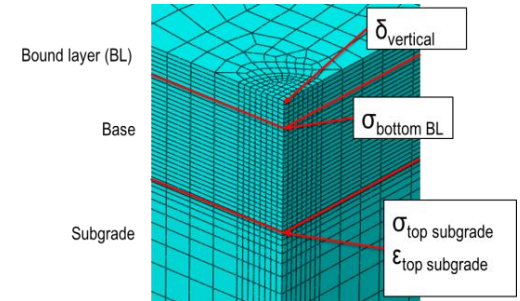 δvertical
Bound layer (BL)
Base
σbottom BL
Subgrade
σtop subgrade
εtop subgrade